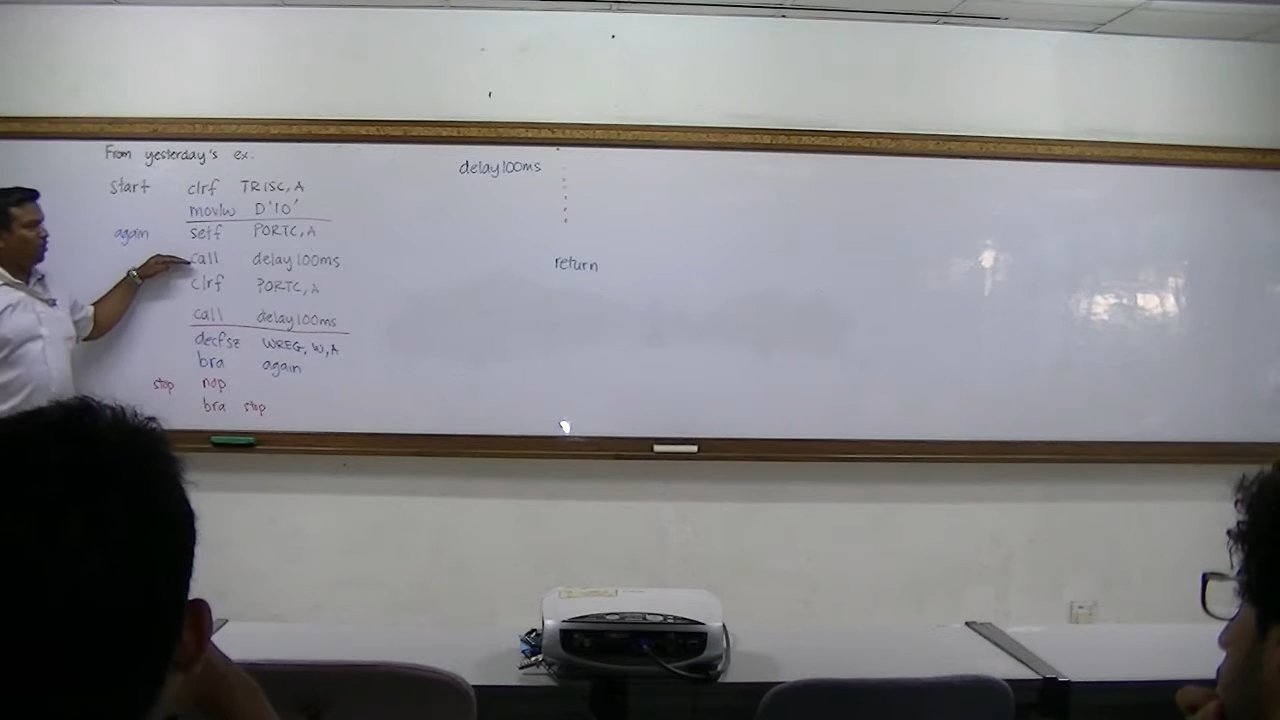 From yesterday's ex.
start clrf TRISC, A
movlw D'10'
again setf PORTC, A
call delay100ms
clrf PORTC, A
call delay100ms
decfsz WREG, W, A
bra again
stop nop
bra stop
delay100ms
return